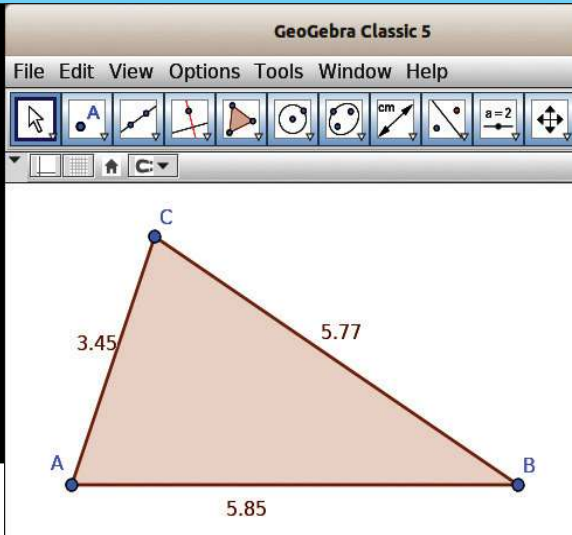 GeoGebra Classic 5
File Edit View Options Tools Window Help
A cm a=2
C
3.45 5.77
A B
5.85